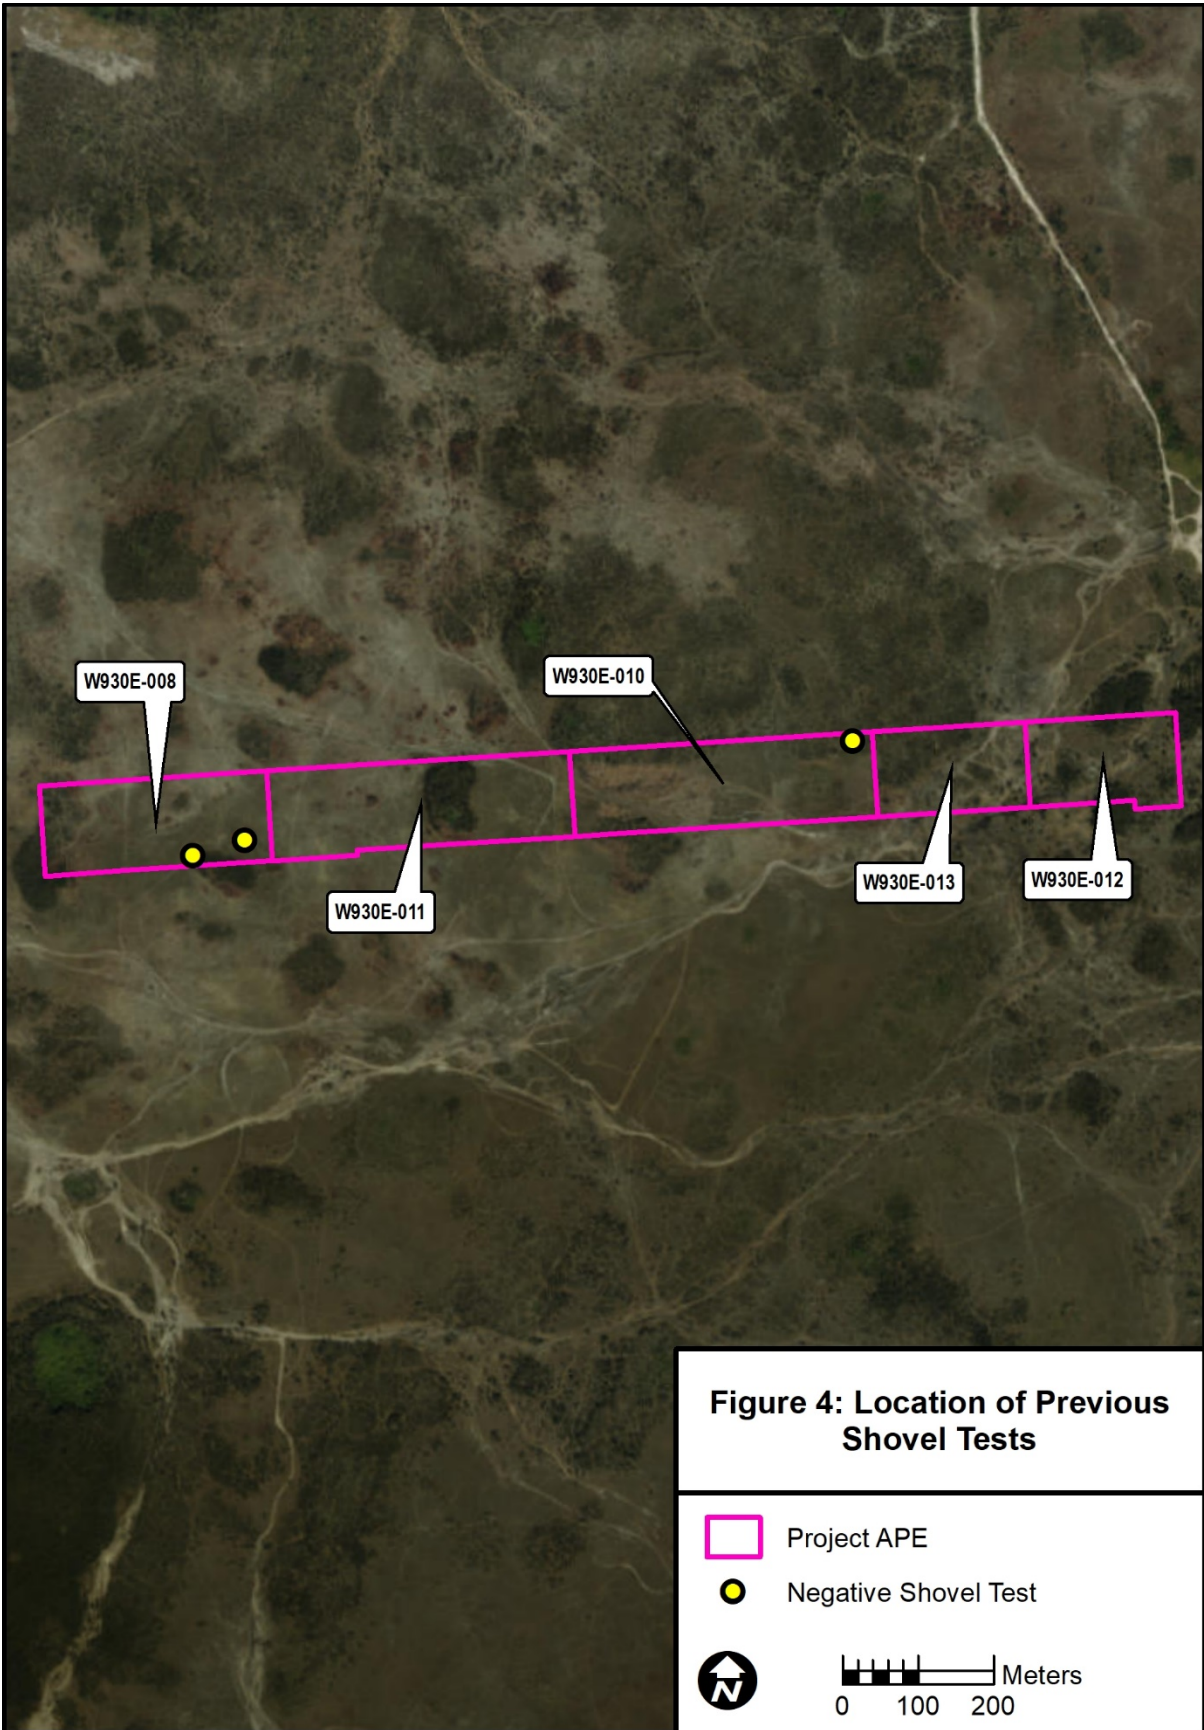 W930E-008
W930E-010
W930E-011
W930E-013
W930E-012
Figure 4: Location of Previous
Shovel Tests
Project APE
Negative Shovel Test
N
Meters
0 100 200